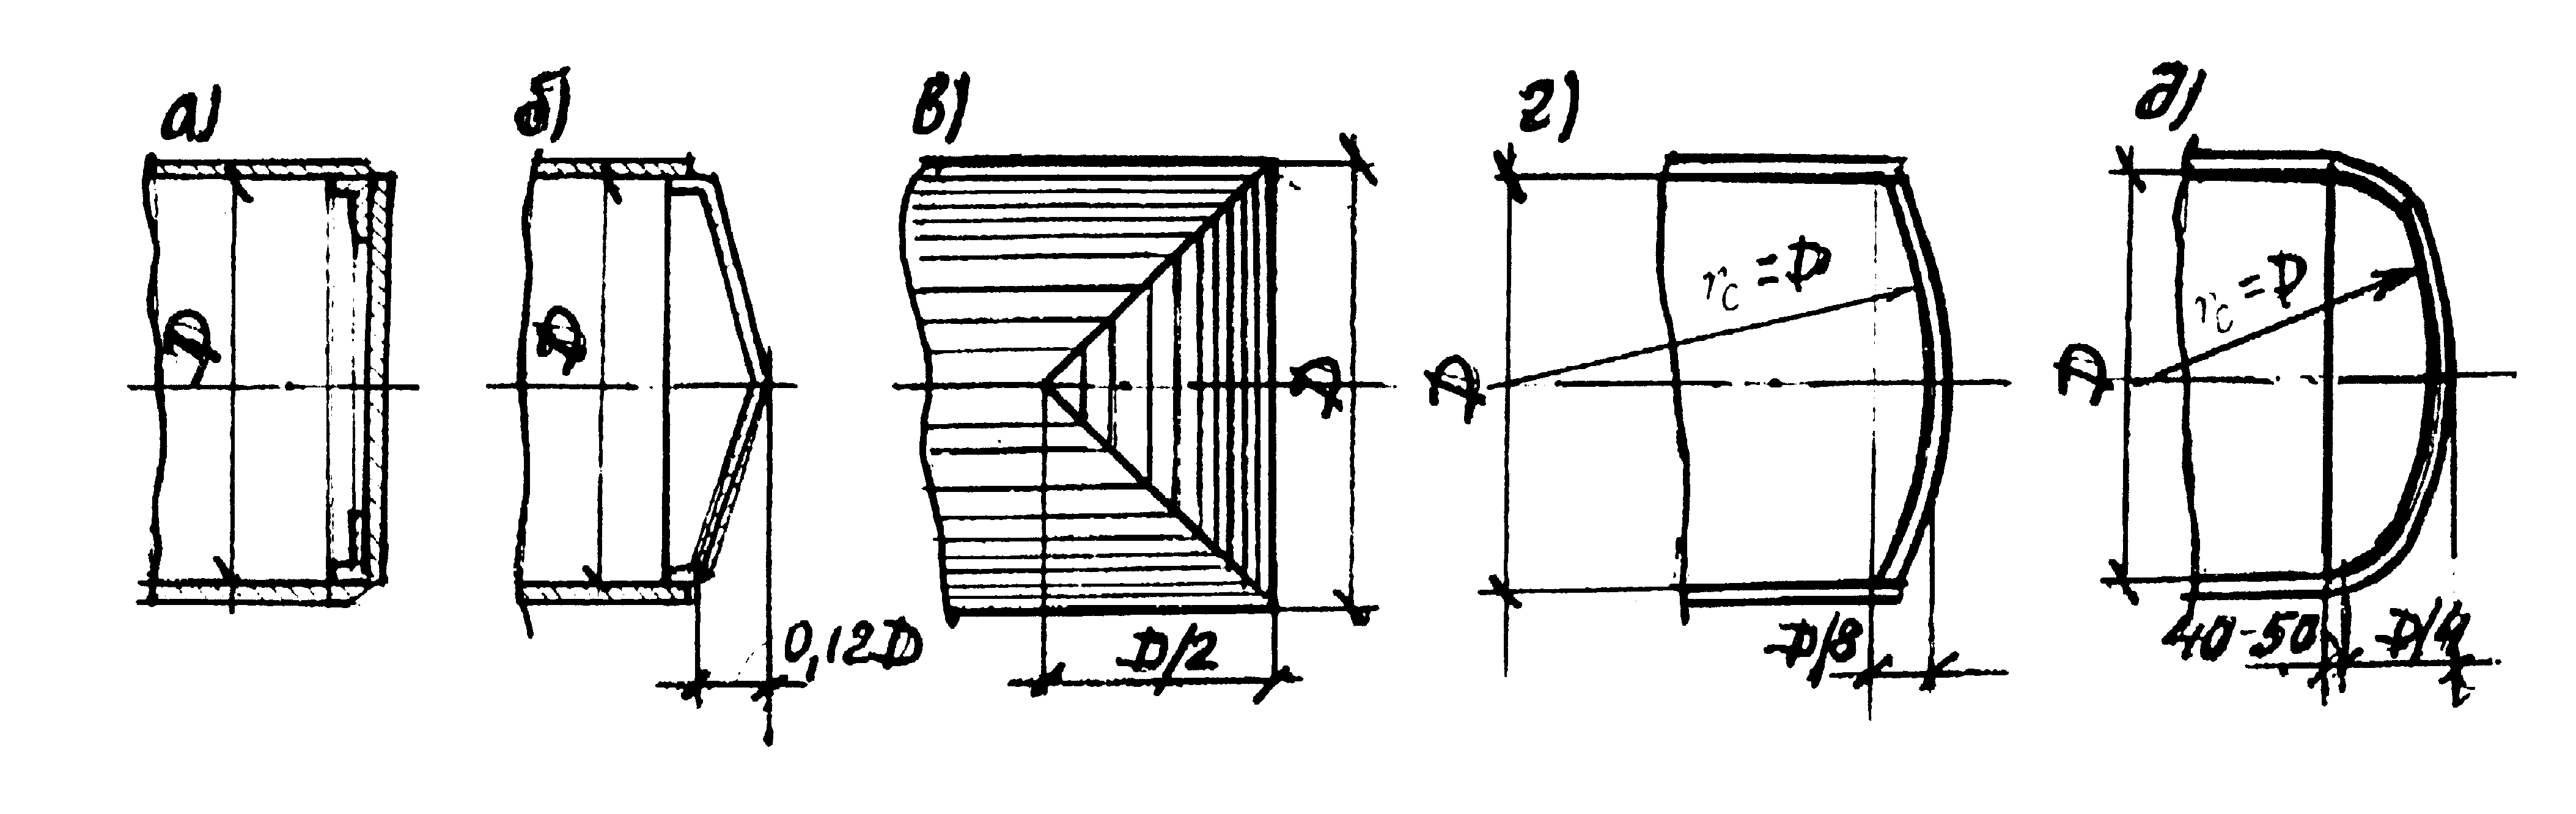 а)
D
б)
D
0,12D
в)
D
D/2
г)
D
r_c = D
D/8
д)
D
r_c = D
40-50
D/4